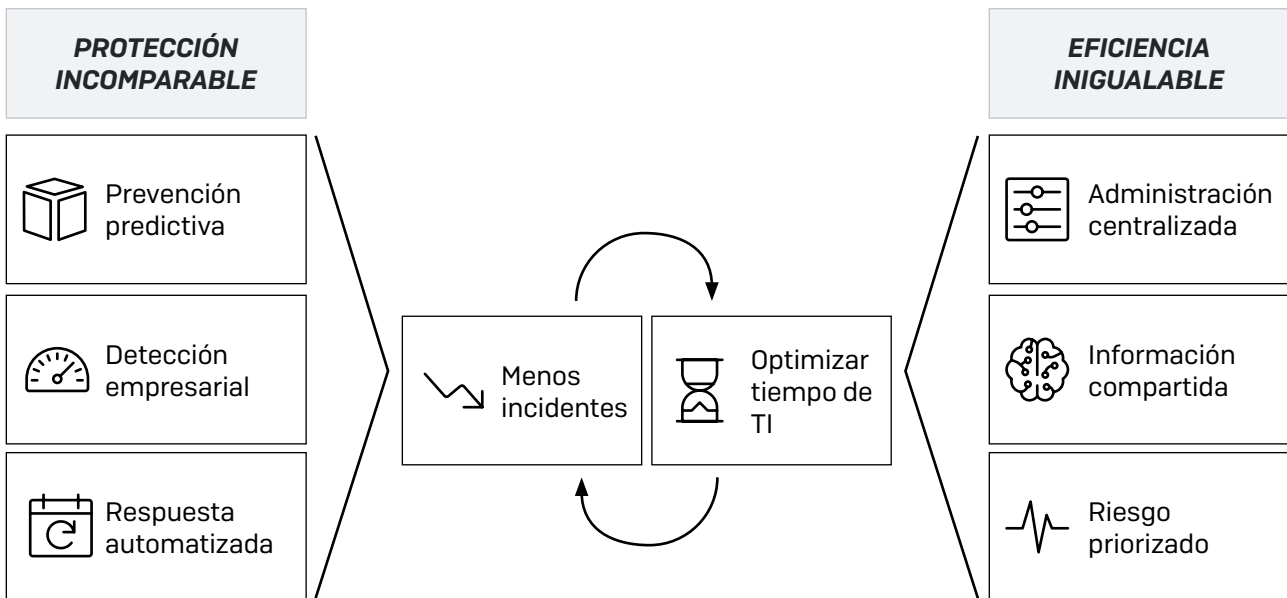 PROTECCIÓN
INCOMPARABLE
Prevención
predictiva
Detección
empresarial
Respuesta
automatizada
Menos
incidentes
Optimizar
tiempo de
TI
EFICIENCIA
INIGUALABLE
Administración
centralizada
Información
compartida
Riesgo
priorizado